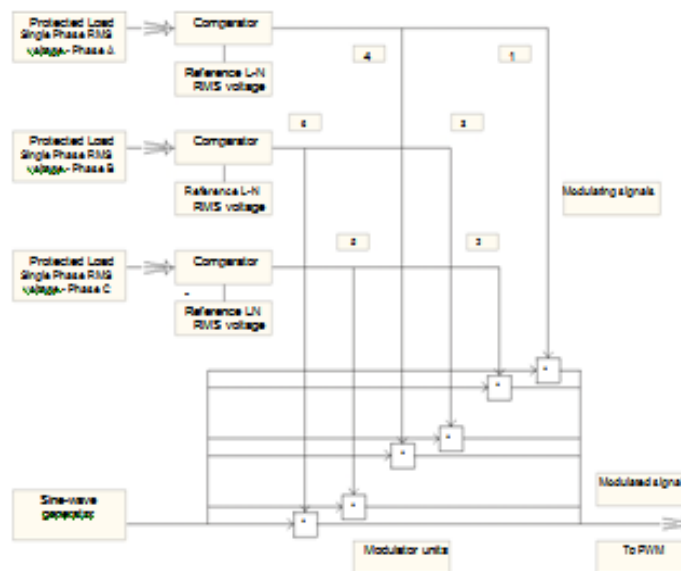 Protected Load
Single Phase RMS
voltage - Phase A
Comparator
Reference L-N
RMS voltage
4
1
Protected Load
Single Phase RMS
voltage - Phase B
Comparator
Reference L-N
RMS voltage
Modulating signals
Protected Load
Single Phase RMS
voltage - Phase C
Comparator
Reference LN
RMS voltage
Sine-wave
generator
Modulator units
Modulated signal
To PWM